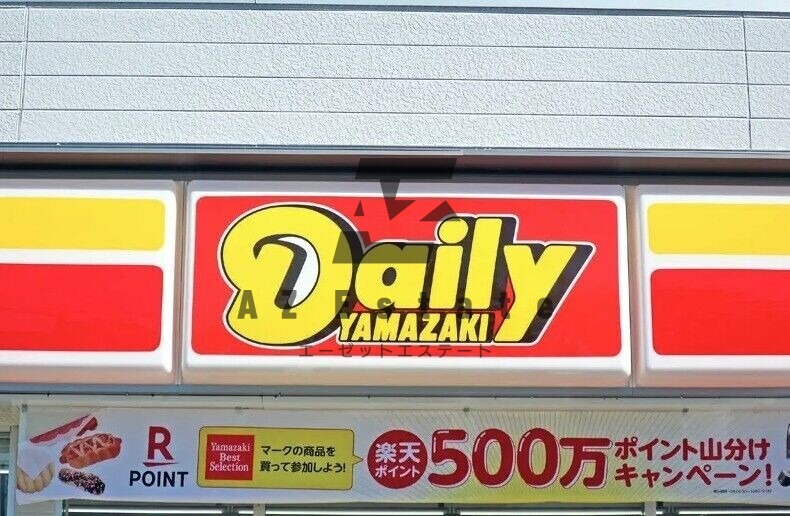 Daily
YAMAZAKI
AZ Estate
エーゼットエステート
R
POINT
Yamazaki
Best
Selection
マークの商品を
買って参加しよう!
楽天
ポイント
500万
ポイント山分け
キャンペーン!